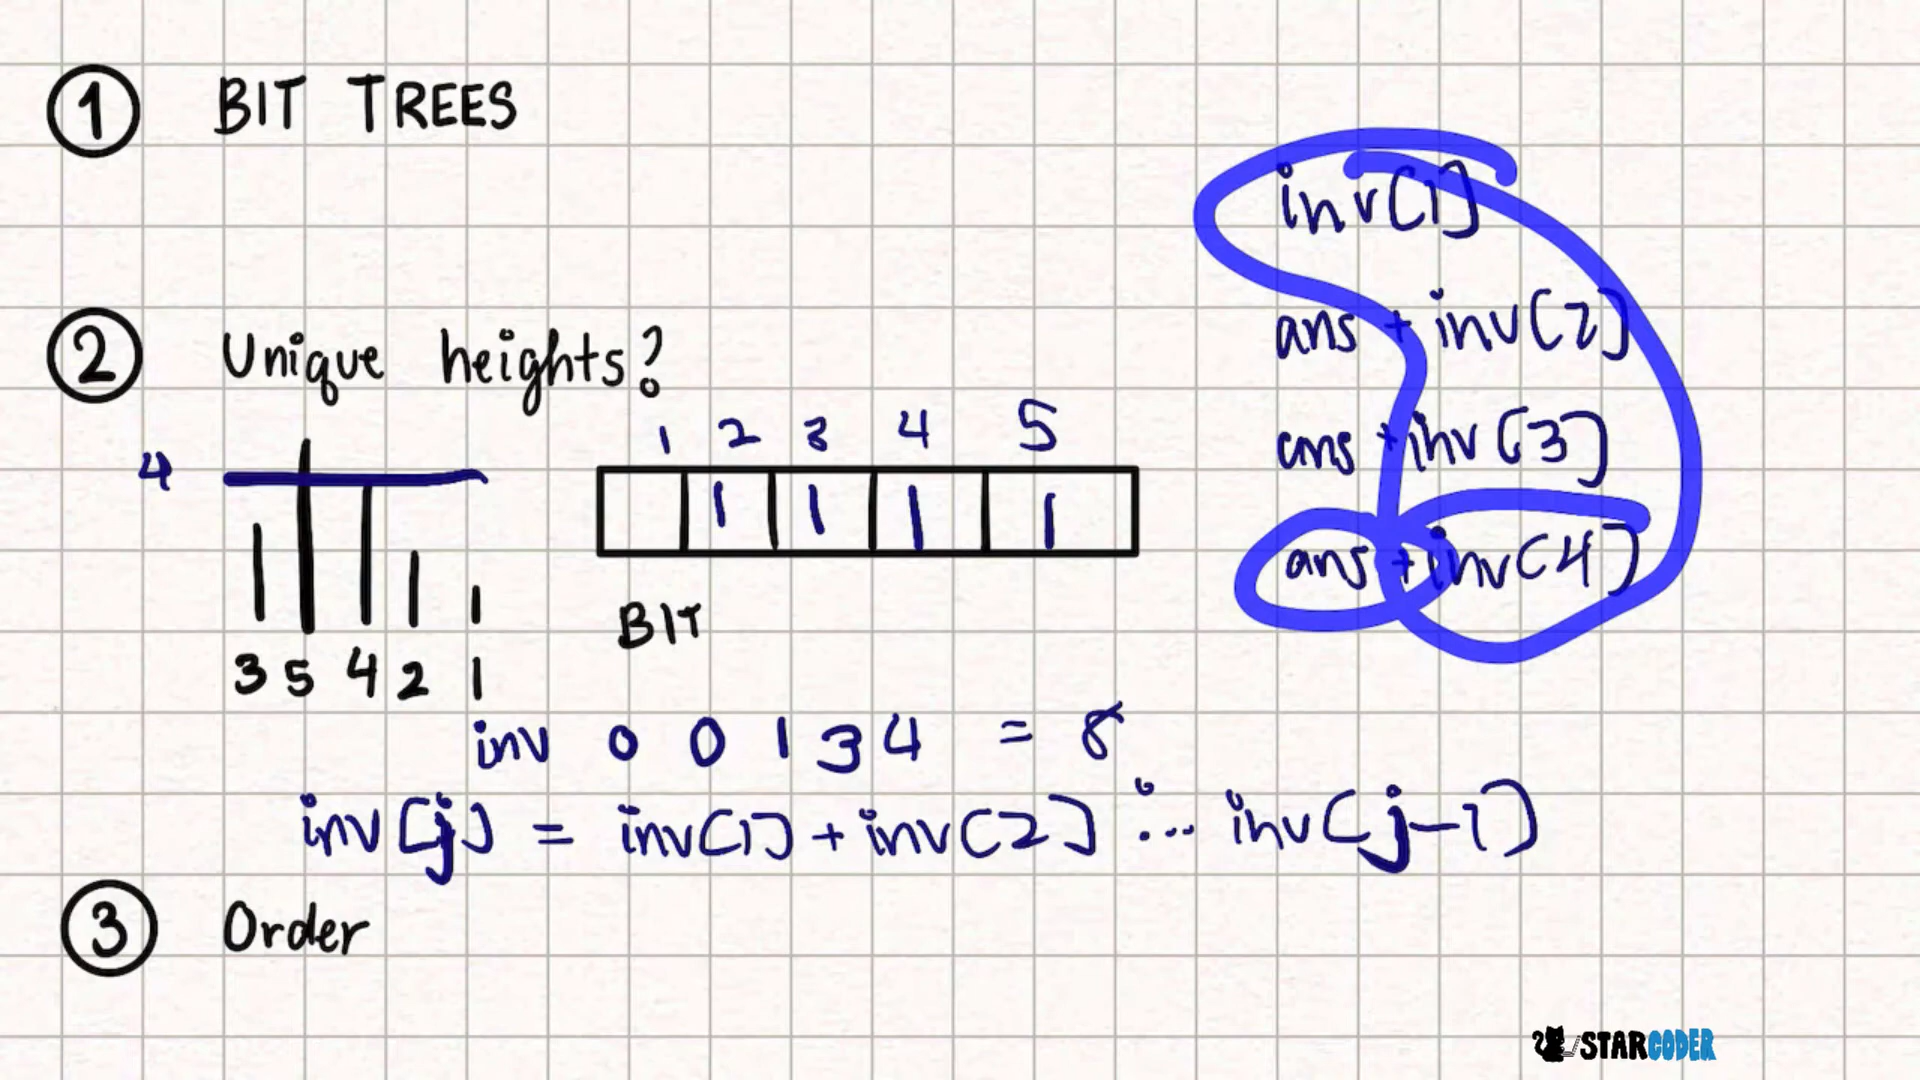 1 BIT TREES
inv[1]
ans + inv[2]
2 Unique heights?
1 2 3 4 5
ans + inv[3]
4
1 1 1 1
ans + inv[4]
BIT
3 5 4 2 1
inv 0 0 1 3 4 = 8
inv[j] = inv[1] + inv[2] ... inv[j-1]
3 Order
STARCODER